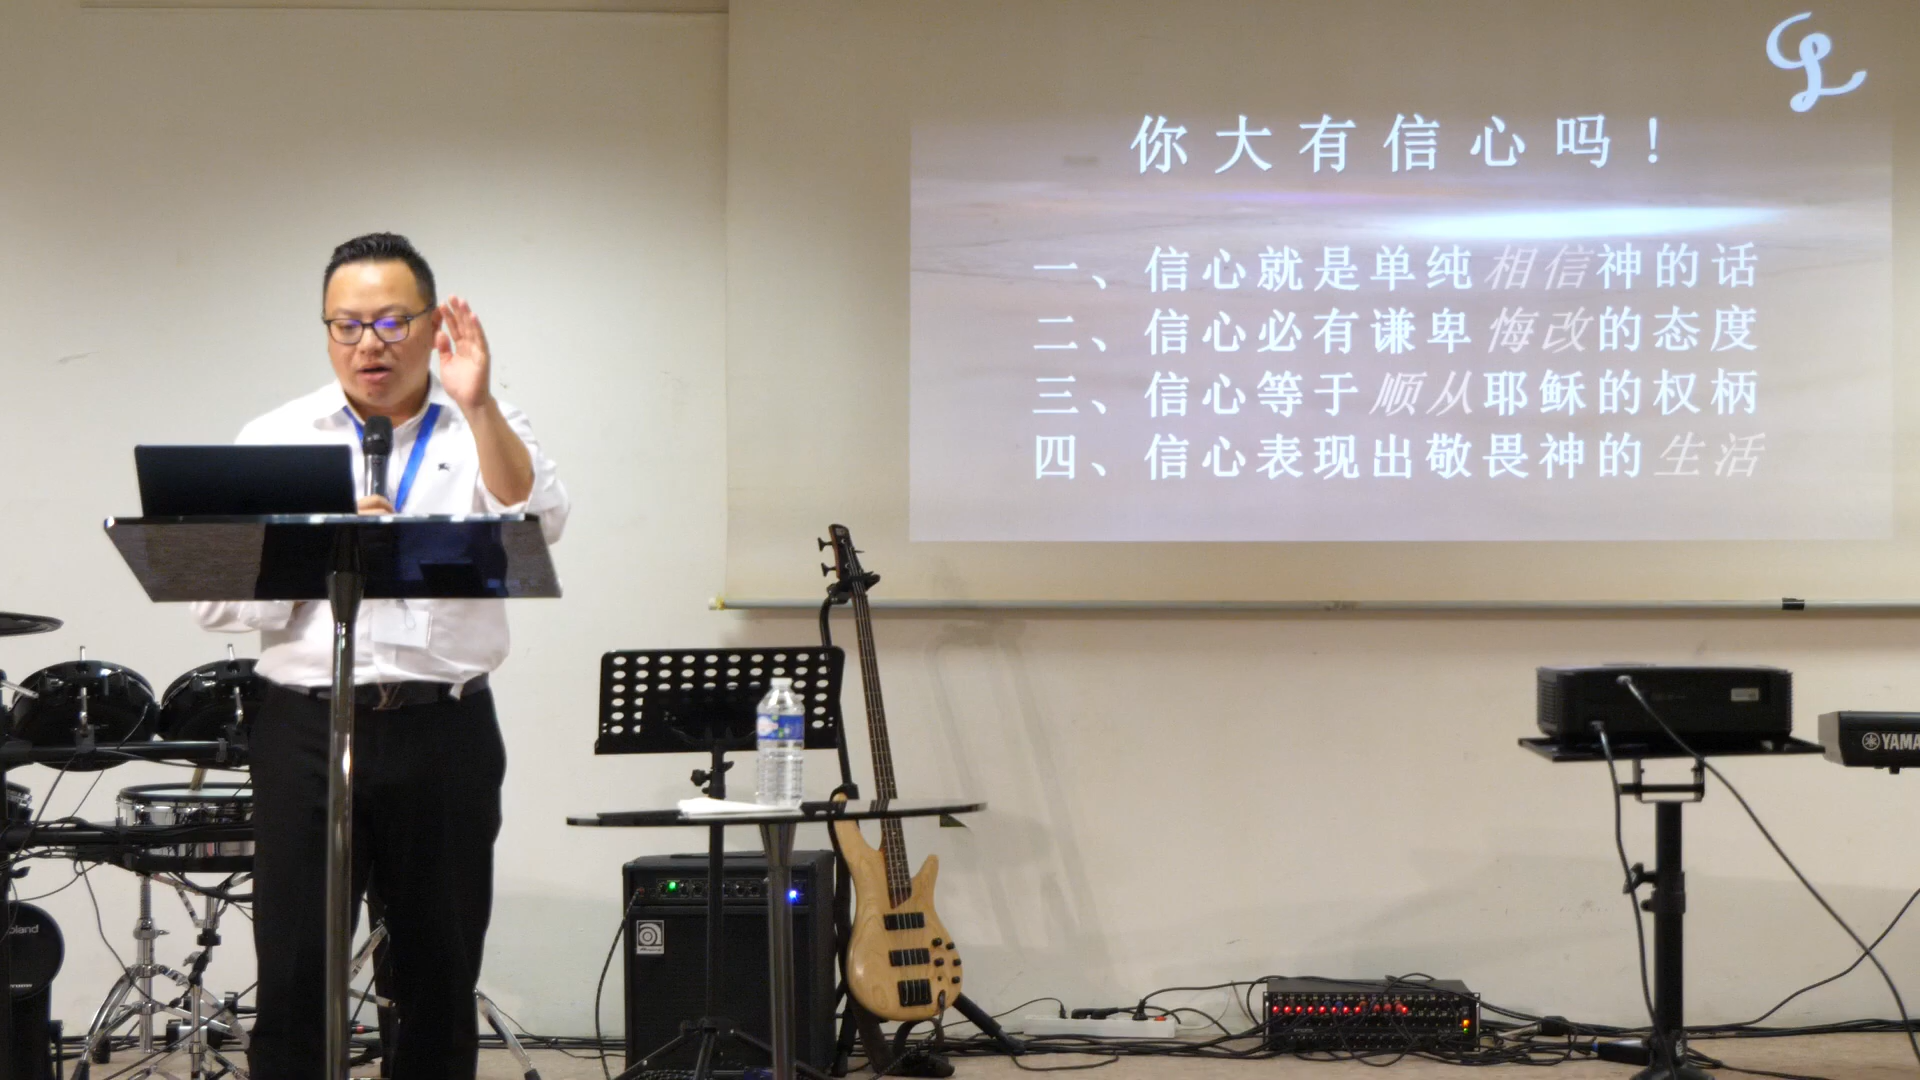 你大有信心吗！
一、信心就是单纯相信神的话
二、信心必有谦卑悔改的态度
三、信心等于顺从耶稣的权柄
四、信心表现出敬畏神的生活
YAMA
oland